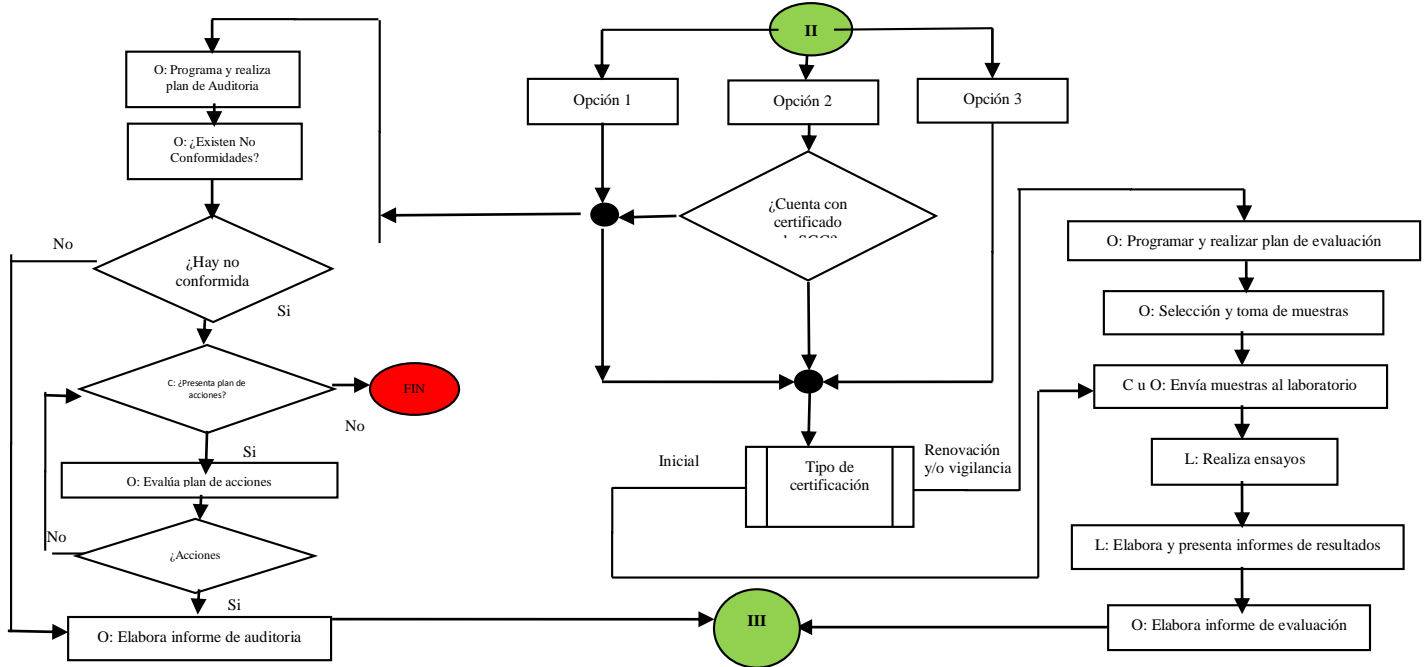 II
O: Programa y realiza
plan de Auditoria
Opción 1
Opción 2
Opción 3
O: ¿Existen No
Conformidades?
¿Cuenta con
certificado
No
¿Hay no
conformida
Si
O: Programar y realizar plan de evaluación
O: Selección y toma de muestras
C: ¿Presenta plan de
acciones?
FIN
No
C u O: Envía muestras al laboratorio
Si
O: Evalúa plan de acciones
Inicial
Tipo de
certificación
Renovación
y/o vigilancia
L: Realiza ensayos
No
¿Acciones
L: Elabora y presenta informes de resultados
Si
O: Elabora informe de auditoria
III
O: Elabora informe de evaluación